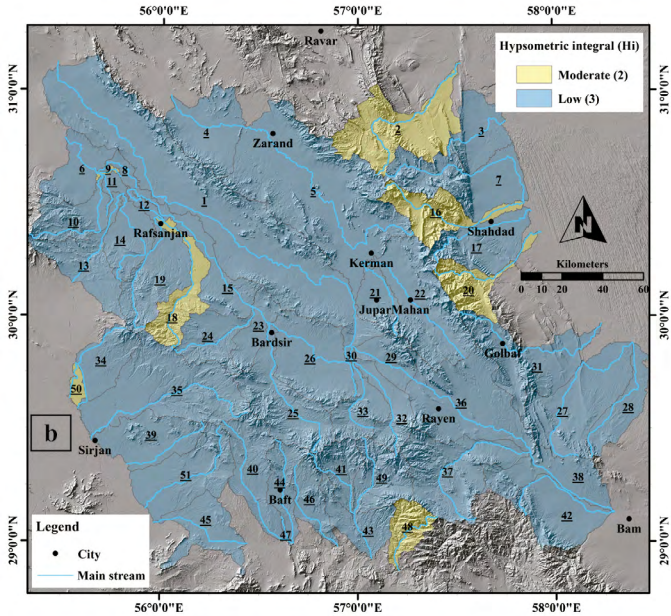 56°0'0"E
57°0'0"E
58°0'0"E
Ravar
Hypsometric integral (Hi)
Moderate (2)
Low (3)
31°0'0"N
31°0'0"N
4
2
3
Zarand
6
9
8
11
5
7
10
12
1
16
Rafsanjan
Shahdad
14
17
N
Kerman
13
Kilometers
0 10 20 40 60
19
15
21
22
20
JuparMahan
30°0'0"N
30°0'0"N
18
23
24
Bardsir
Golbaf
34
26
30
29
31
50
35
36
27
28
25
33
32
Rayen
b
39
Sirjan
51
40
44
41
49
37
38
Baft
46
45
48
42
Legend
City
Main stream
47
43
Bam
29°0'0"N
29°0'0"N
56°0'0"E
57°0'0"E
58°0'0"E